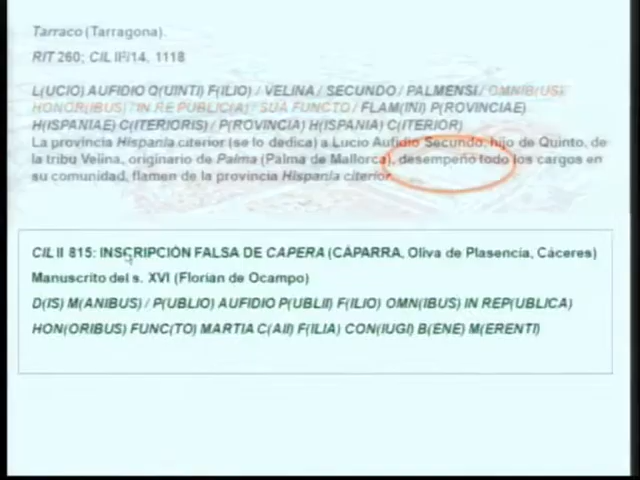 Tarraco (Tarragona).
RIT 260; CIL II²/14, 1118
L(UCIO) AUFIDIO Q(UINTI) F(ILIO) / VELINA / SECUNDO / PALMENSI / OMNIB(US)
HONOR(IBUS) IN RE PUBLIC(A) / SUA FUNCTO / FLAM(INI) P(ROVINCIAE)
H(ISPANIAE) C(ITERIORIS) / P(ROVINCIA) H(ISPANIA) C(ITERIOR)
La provincia Hispania citerior (se lo dedica) a Lucio Aufidio Secundo, hijo de Quinto, de
la tribu Velina, originario de Palma (Palma de Mallorca), desempeño todo los cargos en
su comunidad, flamen de la provincia Hispania citerior.
CIL II 815: INSCRIPCIÓN FALSA DE CAPERA (CÁPARRA, Oliva de Plasencia, Cáceres)
Manuscrito del s. XVI (Florian de Ocampo)
D(IS) M(ANIBUS) / P(UBLIO) AUFIDIO P(UBLII) F(ILIO) OMN(IBUS) IN REP(UBLICA)
HON(ORIBUS) FUNC(TO) MARTIA C(AII) F(ILIA) CON(IUGI) B(ENE) M(ERENTI)